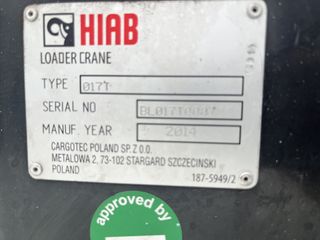 HIAB
LOADER CRANE
TYPE 017T
SERIAL NO
MANUF. YEAR 2014
CARGOTEC POLAND SP. Z O.O.
METALOWA 2, 73-102 STARGARD SZCZECINSKI
POLAND
187-5949/2
approved by